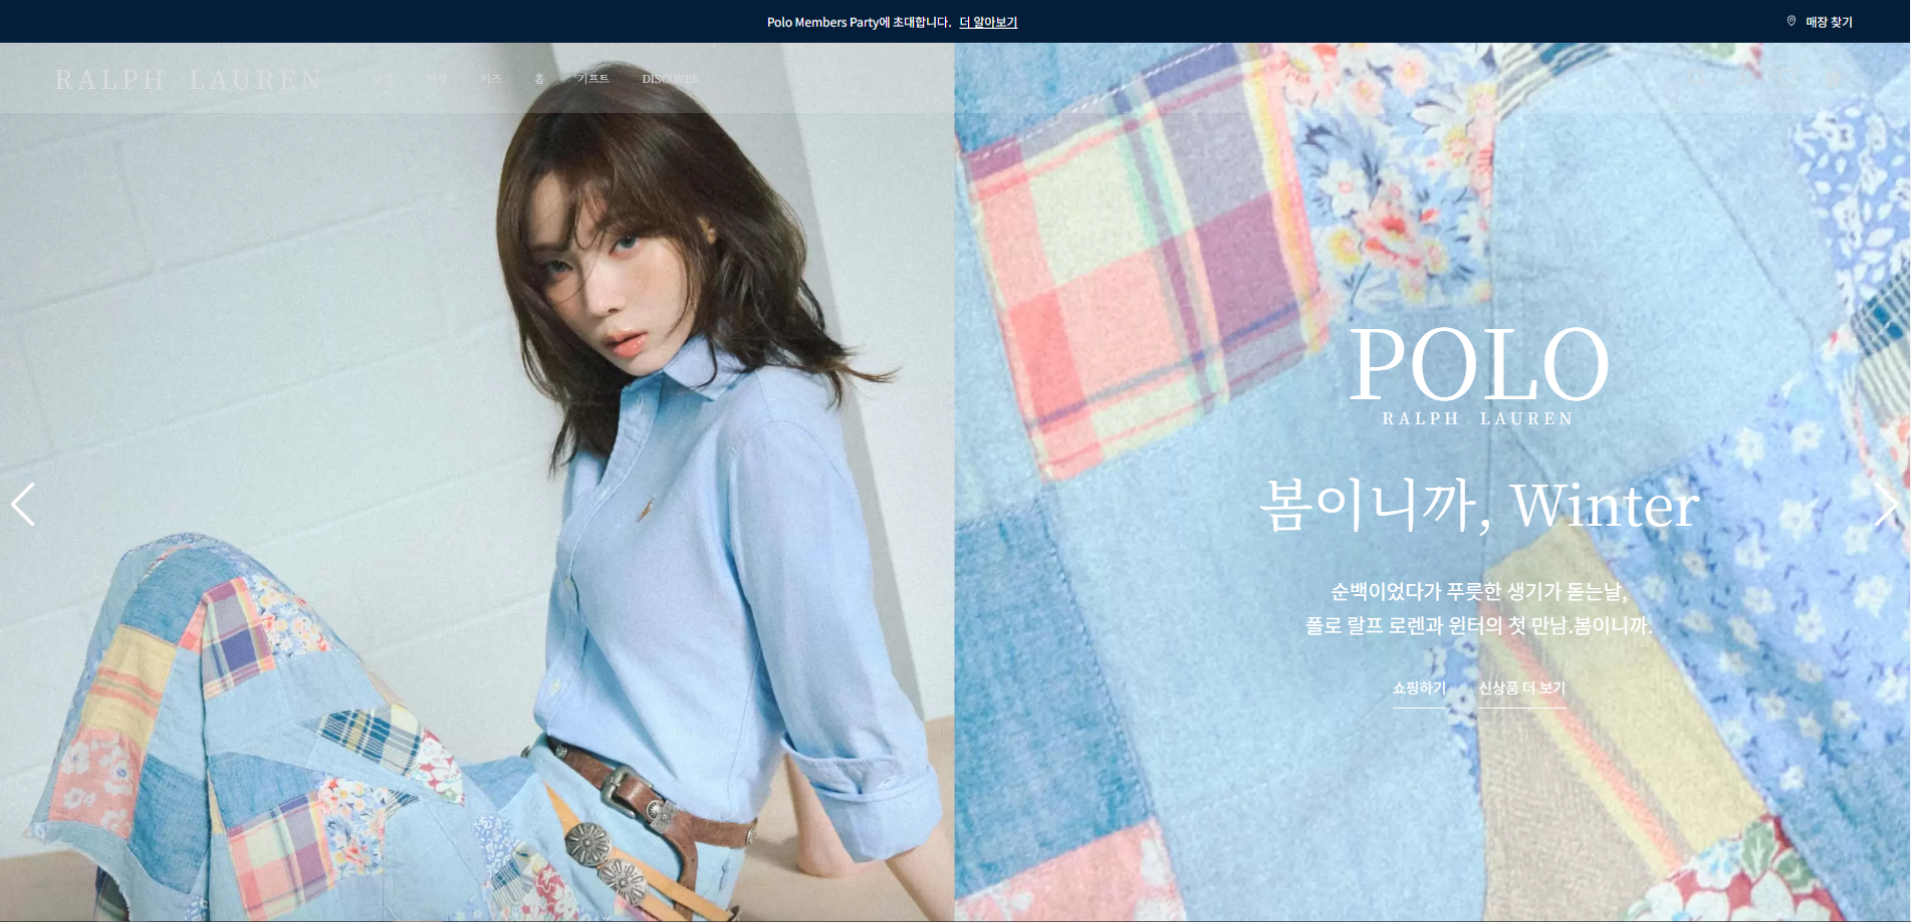 Polo Members Party에 초대합니다. 더 알아보기
매장 찾기
RALPH LAUREN
남성 여성 키즈 홈 기프트 DISCOVER
POLO
RALPH LAUREN
봄이니까, Winter
순백이었다가 푸릇한 생기가 돋는날,
폴로 랄프 로렌과 윈터의 첫 만남.봄이니까.
쇼핑하기 신상품 더 보기